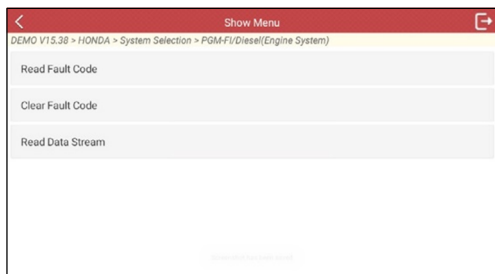 Show Menu
DEMO V15.38 > HONDA > System Selection > PGM-FI/Diesel(Engine System)
Read Fault Code
Clear Fault Code
Read Data Stream